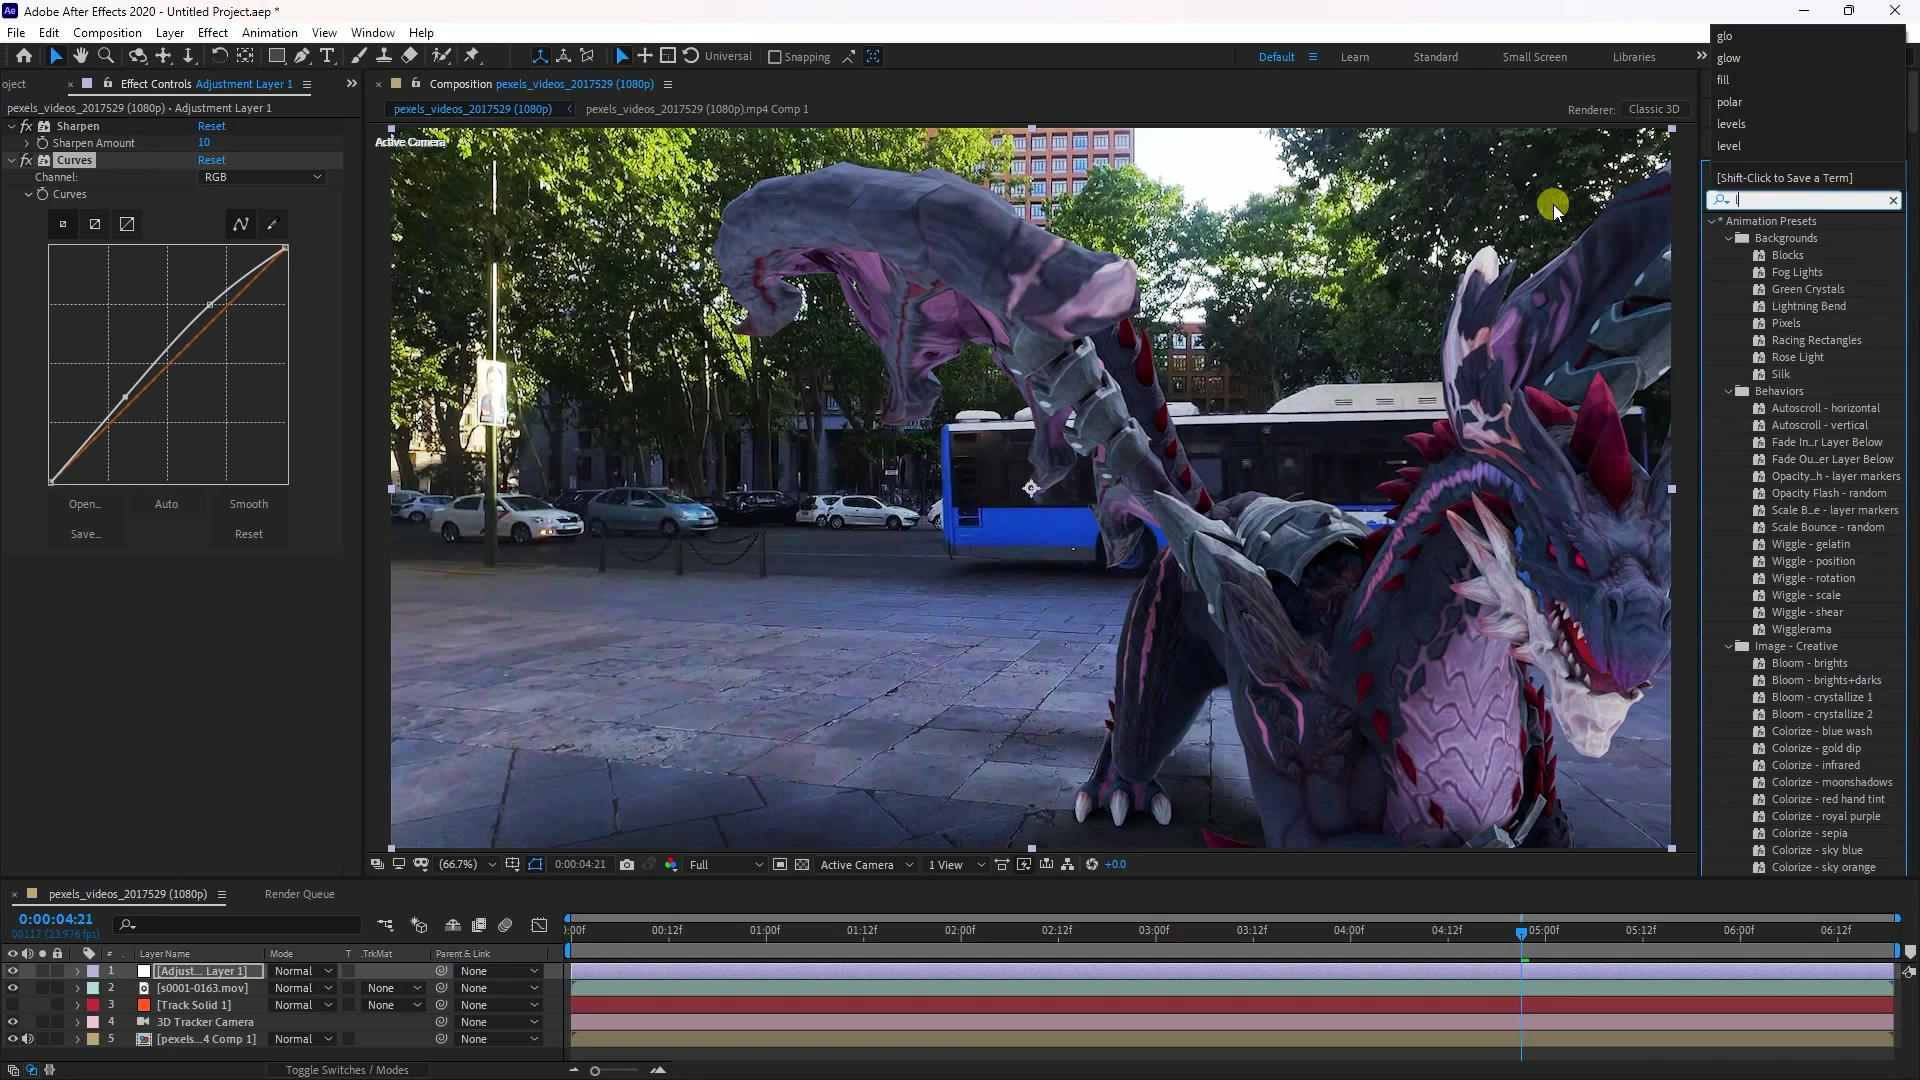 Adobe After Effects 2020 - Untitled Project.aep *
File Edit Composition Layer Effect Animation View Window Help
Universal Snapping Default Learn Standard Small Screen Libraries
oject Effect Controls Adjustment Layer 1
Composition pexels_videos_2017529 (1080p)
pexels_videos_2017529 (1080p) • Adjustment Layer 1
pexels_videos_2017529 (1080p) pexels_videos_2017529 (1080p).mp4 Comp 1 Renderer: Classic 3D
fx Sharpen Reset
Sharpen Amount 10
fx Curves Reset
Channel: RGB
Curves
Open... Auto Smooth
Save... Reset
Active Camera
glo
glow
fill
polar
levels
level
[Shift-Click to Save a Term]
l
* Animation Presets
Backgrounds
Blocks
Fog Lights
Green Crystals
Lightning Bend
Pixels
Racing Rectangles
Rose Light
Silk
Behaviors
Autoscroll - horizontal
Autoscroll - vertical
Fade In...r Layer Below
Fade Ou...er Layer Below
Opacity...h - layer markers
Opacity Flash - random
Scale B...e - layer markers
Scale Bounce - random
Wiggle - gelatin
Wiggle - position
Wiggle - rotation
Wiggle - scale
Wiggle - shear
Wigglerama
Image - Creative
Bloom - brights
Bloom - brights+darks
Bloom - crystallize 1
Bloom - crystallize 2
Colorize - blue wash
Colorize - gold dip
Colorize - infrared
Colorize - moonshadows
Colorize - red hand tint
Colorize - royal purple
Colorize - sepia
Colorize - sky blue
Colorize - sky orange
(66.7%) 0:00:04:21 Full Active Camera 1 View +0.0
pexels_videos_2017529 (1080p) Render Queue
0:00:04:21
00117 (23.976 fps)
):00f 00:12f 01:00f 01:12f 02:00f 02:12f 03:00f 03:12f 04:00f 04:12f 05:00f 05:12f 06:00f 06:12f
# Layer Name Mode T .TrkMat Parent & Link
1 [Adjust... Layer 1] Normal None
2 [s0001-0163.mov] Normal None None
3 [Track Solid 1] Normal None None
4 3D Tracker Camera None
5 [pexels...4 Comp 1] Normal None None
Toggle Switches / Modes